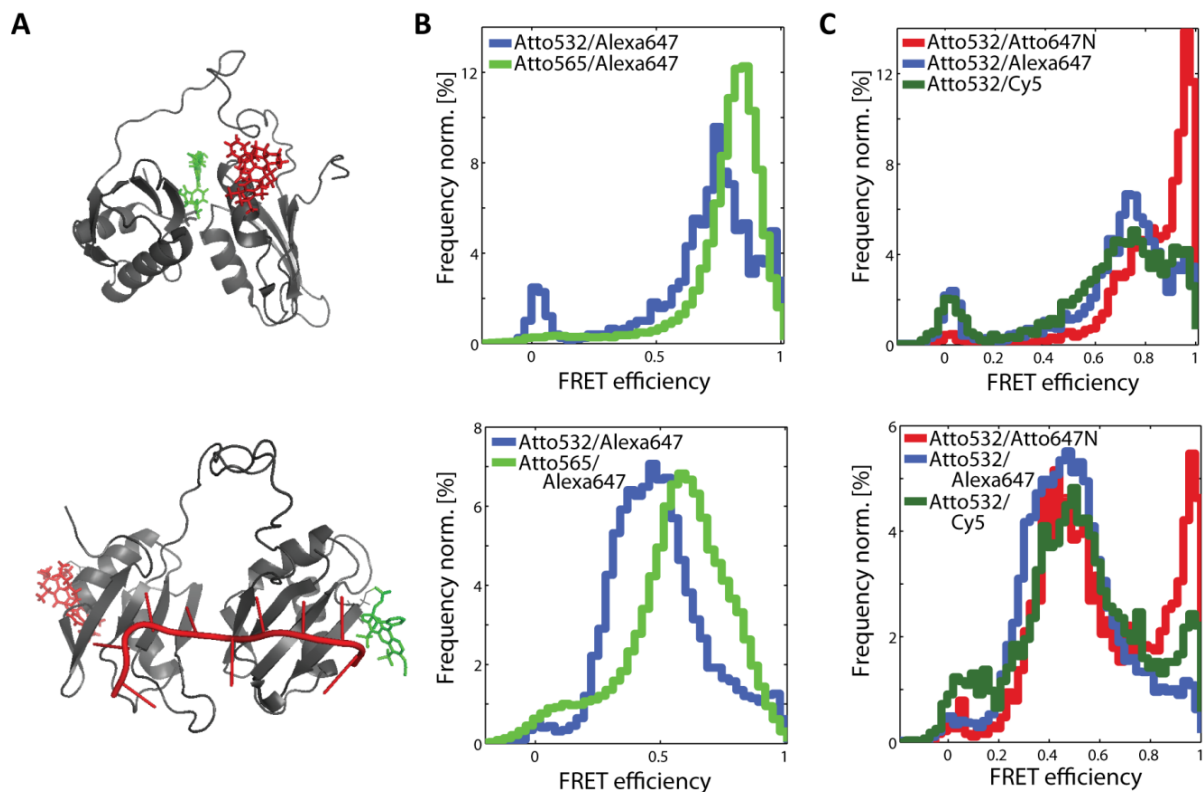 A
B
C
Atto532/Alexa647
Atto565/Alexa647
Frequency norm. [%]
12
8
4
0
0
0.5
1
FRET efficiency
Atto532/Atto647N
Atto532/Alexa647
Atto532/Cy5
Frequency norm. [%]
12
8
4
0
0
0.2
0.4
0.6
0.8
1
FRET efficiency
Atto532/Alexa647
Atto565/
Alexa647
Frequency norm. [%]
8
6
4
2
0
0
0.5
1
FRET efficiency
Atto532/Atto647N
Atto532/
Alexa647
Atto532/
Cy5
Frequency norm. [%]
6
4
2
0
0
0.2
0.4
0.6
0.8
1
FRET efficiency